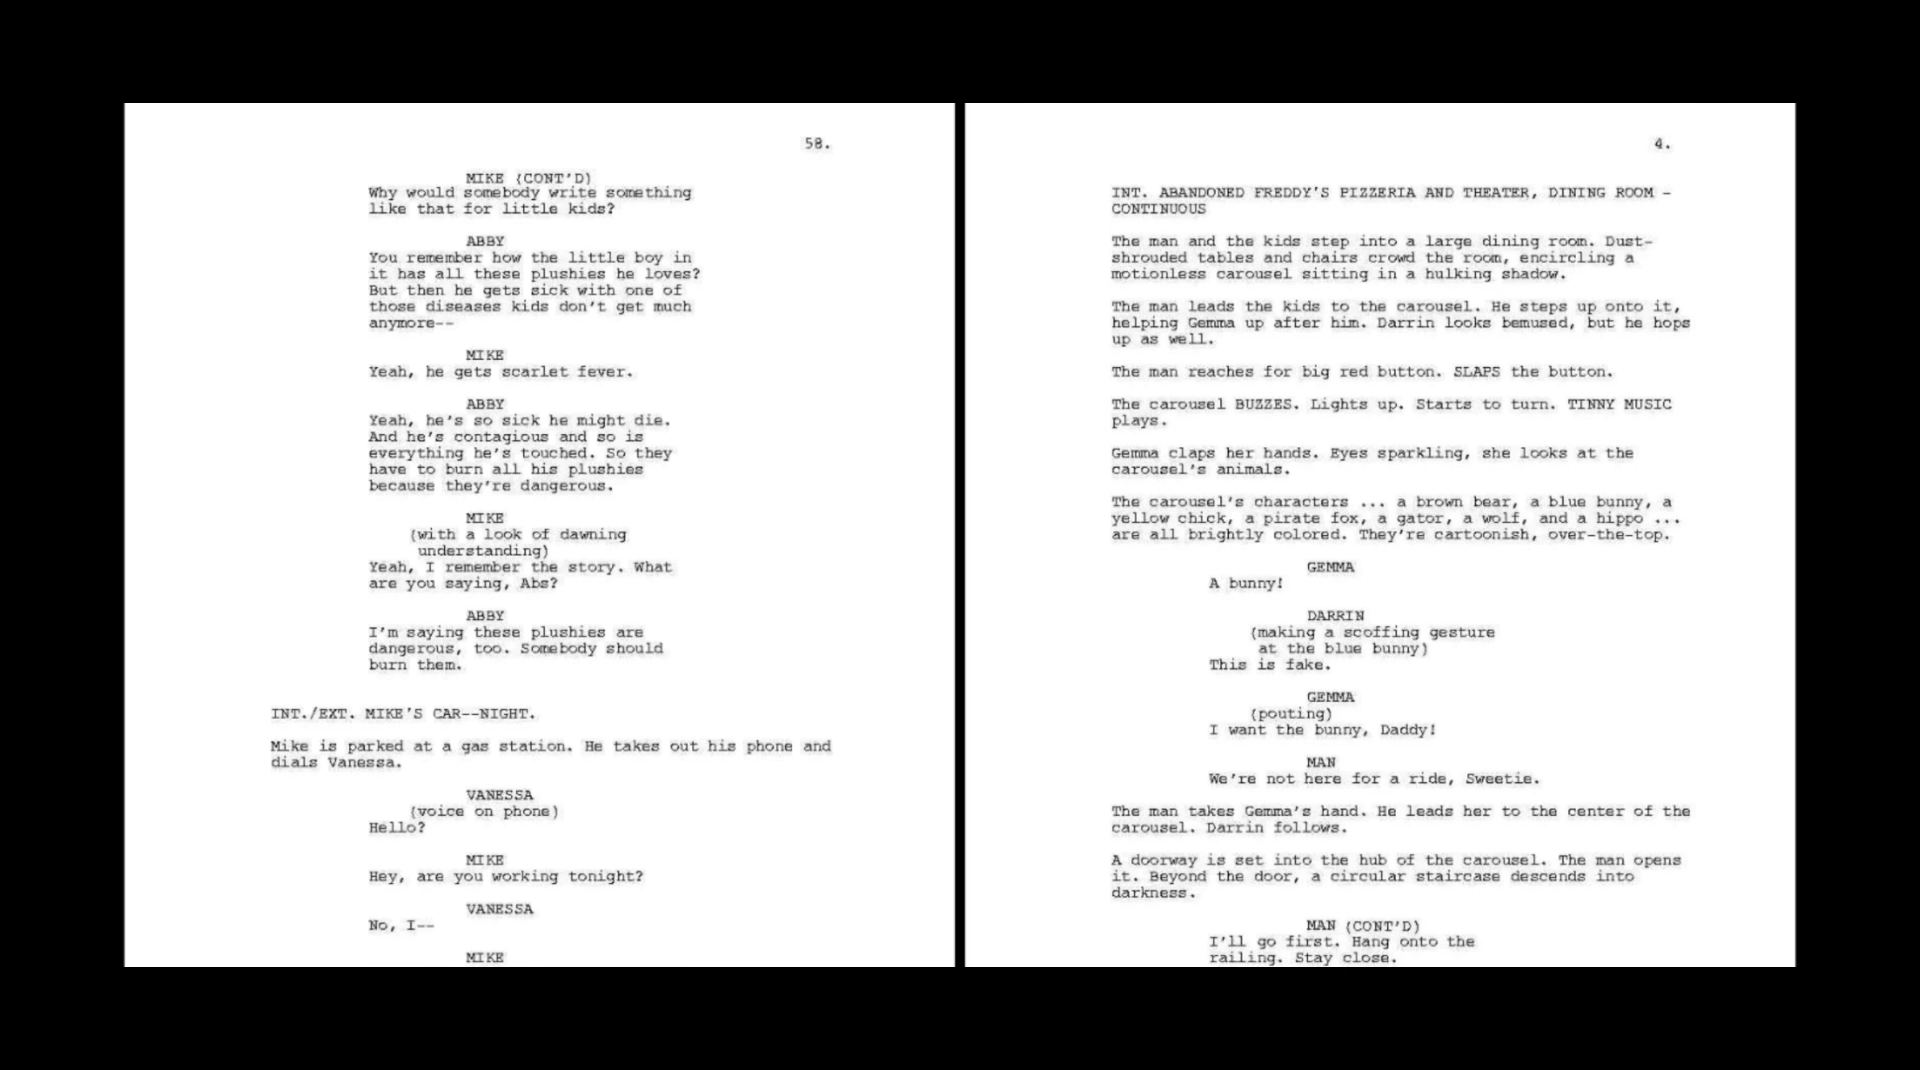 58.
MIKE (CONT'D)
Why would somebody write something
like that for little kids?
ABBY
You remember how the little boy in
it has all these plushies he loves?
But then he gets sick with one of
those diseases kids don't get much
anymore--
MIKE
Yeah, he gets scarlet fever.
ABBY
Yeah, he's so sick he might die.
And he's contagious and so is
everything he's touched. So they
have to burn all his plushies
because they're dangerous.
MIKE
(with a look of dawning
understanding)
Yeah, I remember the story. What
are you saying, Abs?
ABBY
I'm saying these plushies are
dangerous, too. Somebody should
burn them.
INT./EXT. MIKE'S CAR--NIGHT.
Mike is parked at a gas station. He takes out his phone and
dials Vanessa.
VANESSA
(voice on phone)
Hello?
MIKE
Hey, are you working tonight?
VANESSA
No, I--
MIKE
4.
INT. ABANDONED FREDDY'S PIZZERIA AND THEATER, DINING ROOM -
CONTINUOUS
The man and the kids step into a large dining room. Dust-
shrouded tables and chairs crowd the room, encircling a
motionless carousel sitting in a hulking shadow.
The man leads the kids to the carousel. He steps up onto it,
helping Gemma up after him. Darrin looks bemused, but he hops
up as well.
The man reaches for big red button. SLAPS the button.
The carousel BUZZES. Lights up. Starts to turn. TINNY MUSIC
plays.
Gemma claps her hands. Eyes sparkling, she looks at the
carousel's animals.
The carousel's characters ... a brown bear, a blue bunny, a
yellow chick, a pirate fox, a gator, a wolf, and a hippo ...
are all brightly colored. They're cartoonish, over-the-top.
GEMMA
A bunny!
DARRIN
(making a scoffing gesture
at the blue bunny)
This is fake.
GEMMA
(pouting)
I want the bunny, Daddy!
MAN
We're not here for a ride, Sweetie.
The man takes Gemma's hand. He leads her to the center of the
carousel. Darrin follows.
A doorway is set into the hub of the carousel. The man opens
it. Beyond the door, a circular staircase descends into
darkness.
MAN (CONT'D)
I'll go first. Hang onto the
railing. Stay close.